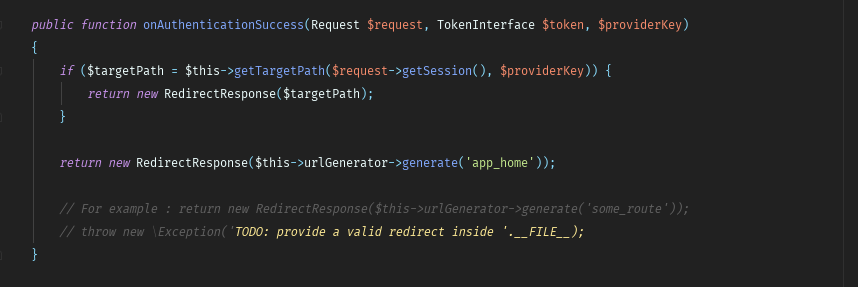 public function onAuthenticationSuccess(Request $request, TokenInterface $token, $providerKey)
{
if ($targetPath = $this->getTargetPath($request->getSession(), $providerKey)) {
return new RedirectResponse($targetPath);
}
return new RedirectResponse($this->urlGenerator->generate('app_home'));
// For example : return new RedirectResponse($this->urlGenerator->generate('some_route'));
// throw new \Exception('TODO: provide a valid redirect inside '.__FILE__);
}